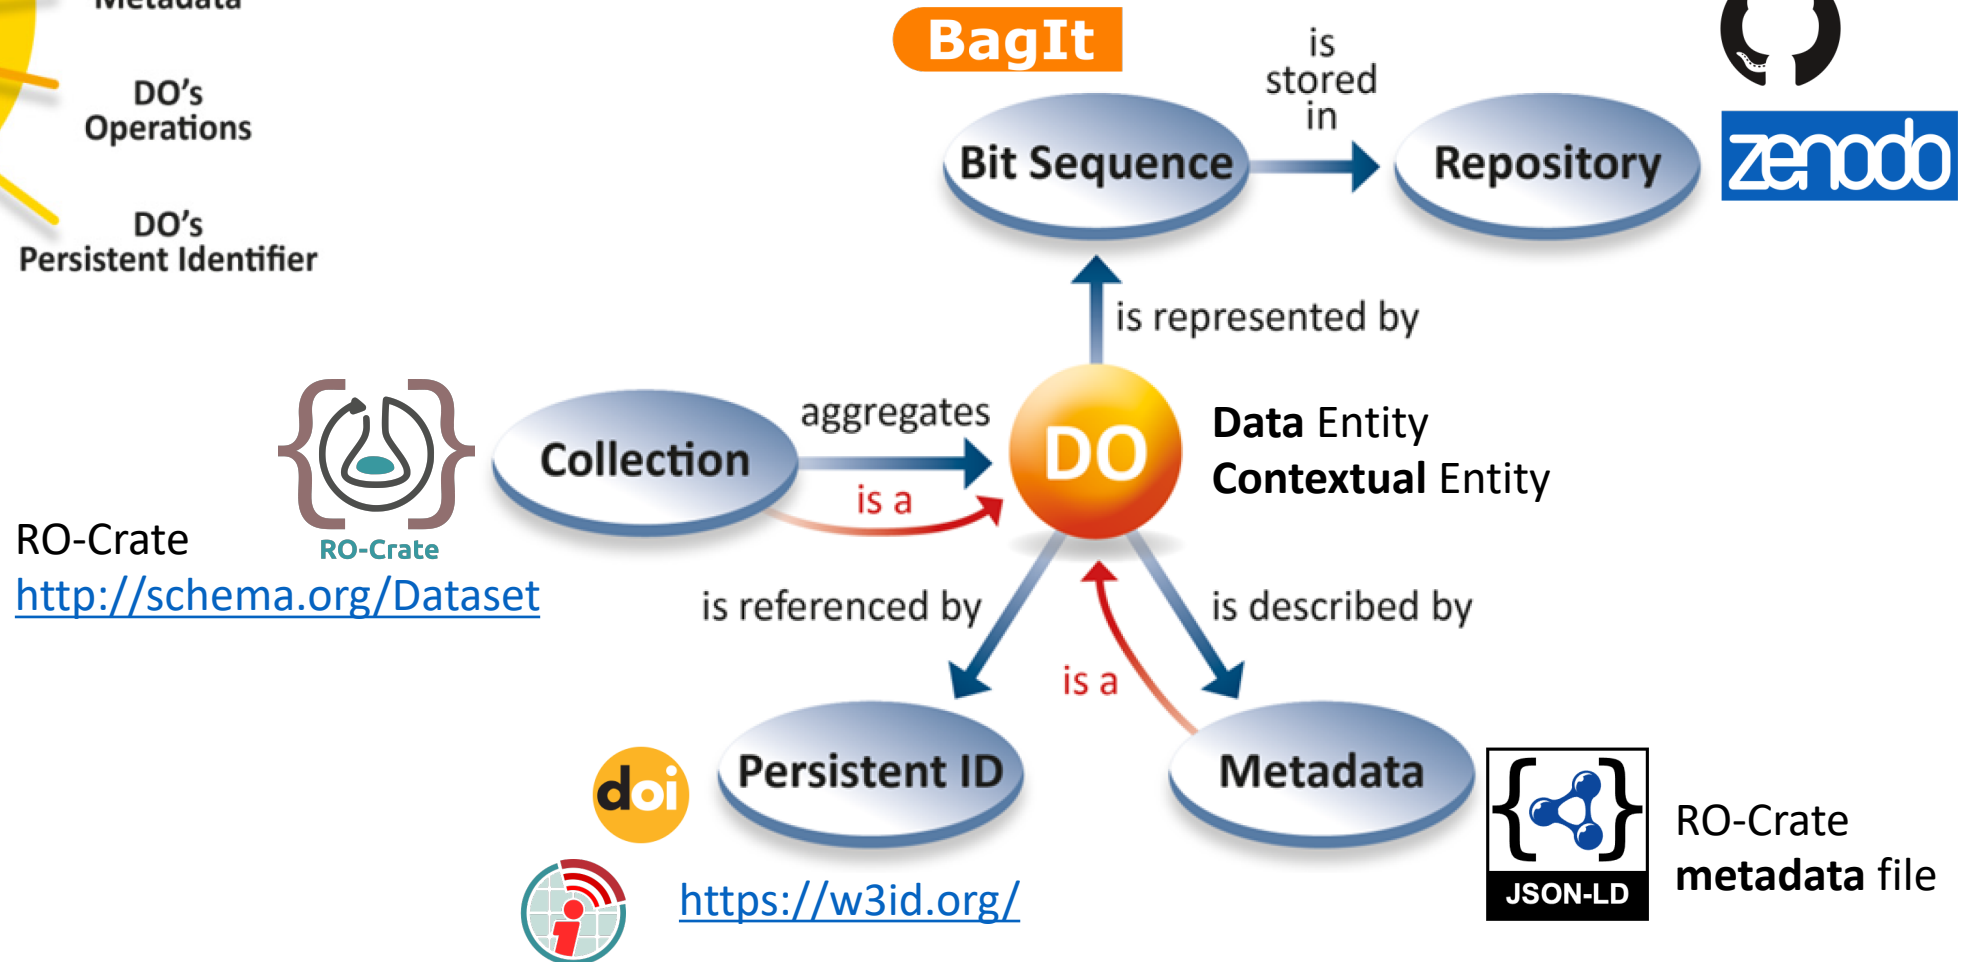 Metadata
DO's
Operations
DO's
Persistent Identifier
BagIt
is
stored
in
Bit Sequence
Repository
zenodo
is represented by
Collection
aggregates
is a
DO
Data Entity
Contextual Entity
RO-Crate
RO-Crate
http://schema.org/Dataset
is referenced by
is described by
is a
Persistent ID
Metadata
doi
https://w3id.org/
JSON-LD
RO-Crate
metadata file